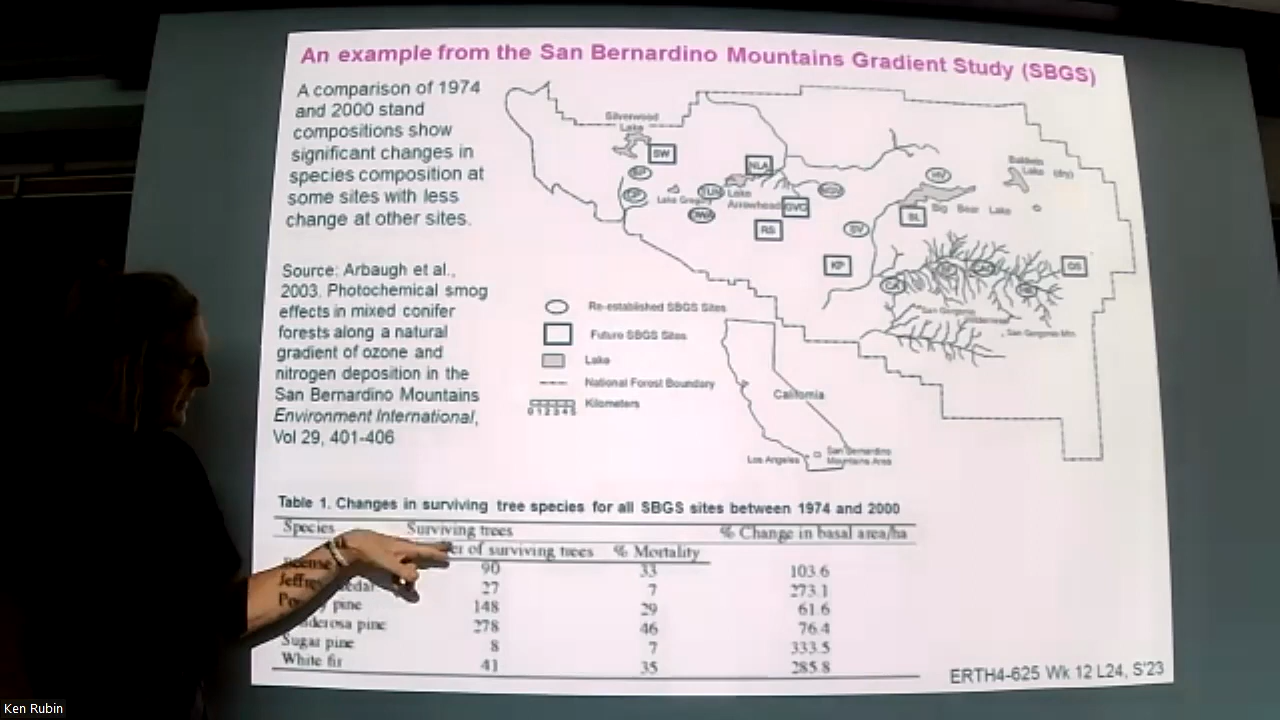 An example from the San Bernardino Mountains Gradient Study (SBGS)
A comparison of 1974
and 2000 stand
compositions show
significant changes in
species composition at
some sites with less
change at other sites.
Source: Arbaugh et al.,
2003. Photochemical smog
effects in mixed conifer
forests along a natural
gradient of ozone and
nitrogen deposition in the
San Bernardino Mountains
Environment International,
Vol 29, 401-406
Silverwood
Lake
SW
NLA
Lake Gregory
Lake
Arrowhead
GVC
RS
SV
KP
HV
BL
Big Bear Lake
Baldwin
Lake (dry)
OS
San Gorgonio
Wilderness
San Gorgonio Mtn.
Re-established SBGS Sites
Future SBGS Sites
Lake
National Forest Boundary
0 1 2 3 4 5 Kilometers
California
Los Angeles
San Bernardino
Mountains Area
Table 1. Changes in surviving tree species for all SBGS sites between 1974 and 2000
Species Surviving trees % Change in basal area/ha
of surviving trees % Mortality
90 33 103.6
27 7 273.1
pine 148 29 61.6
pine 278 46 76.4
Sugar pine 8 7 333.5
White fir 41 35 285.8
ERTH4-625 Wk 12 L24, S'23
Ken Rubin